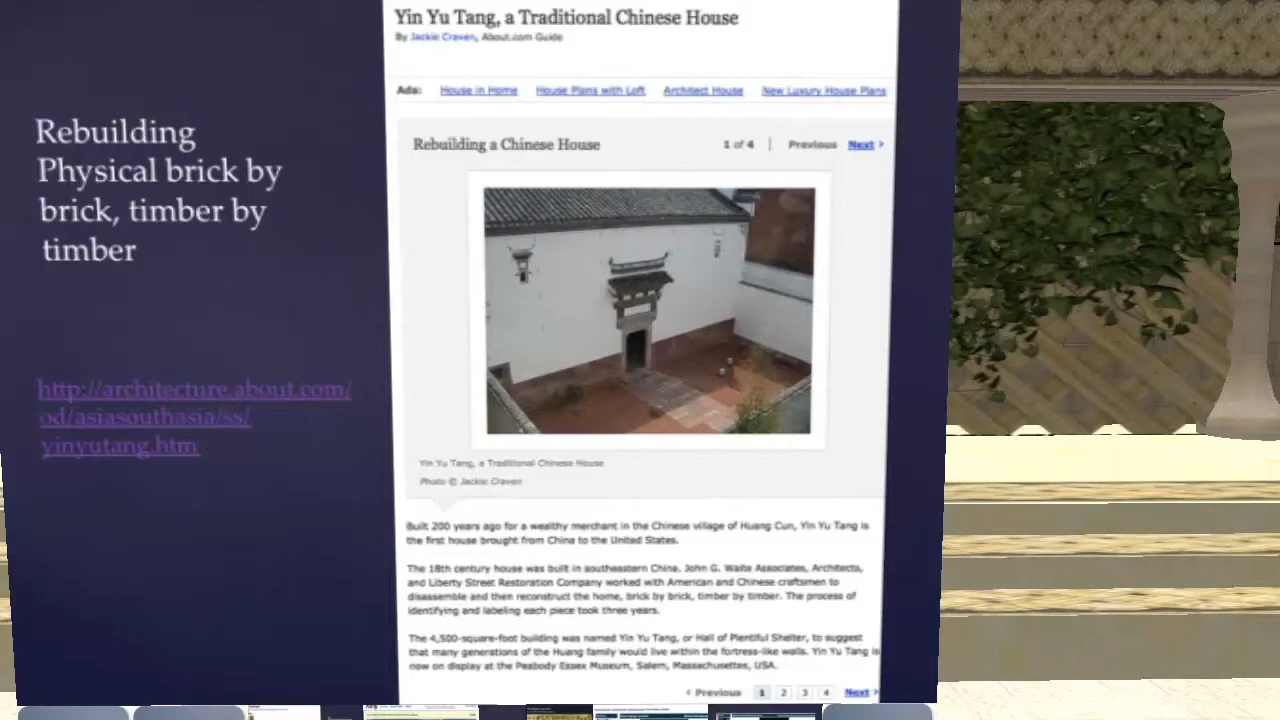 Yin Yu Tang, a Traditional Chinese House
By Jackie Craven, About.com Guide
Ads: House in Home House Plans with Loft Architect House New Luxury House Plans
Rebuilding
Physical brick by
brick, timber by
timber
http://architecture.about.com/
od/asiasouthasia/ss/
yinyutang.htm
Rebuilding a Chinese House 1 of 4 | Previous Next >
Yin Yu Tang, a Traditional Chinese House
Photo © Jackie Craven
Built 200 years ago for a wealthy merchant in the Chinese village of Huang Cun, Yin Yu Tang is
the first house brought from China to the United States.
The 18th century house was built in southeastern China. John G. Waite Associates, Architects,
and Liberty Street Restoration Company worked with American and Chinese craftsmen to
disassemble and then reconstruct the home, brick by brick, timber by timber. The process of
identifying and labeling each piece took three years.
The 4,500-square-foot building was named Yin Yu Tang, or Hall of Plentiful Shelter, to suggest
that many generations of the Huang family would live within the fortress-like walls. Yin Yu Tang is
now on display at the Peabody Essex Museum, Salem, Massachusettes, USA.
< Previous 1 2 3 4 Next >